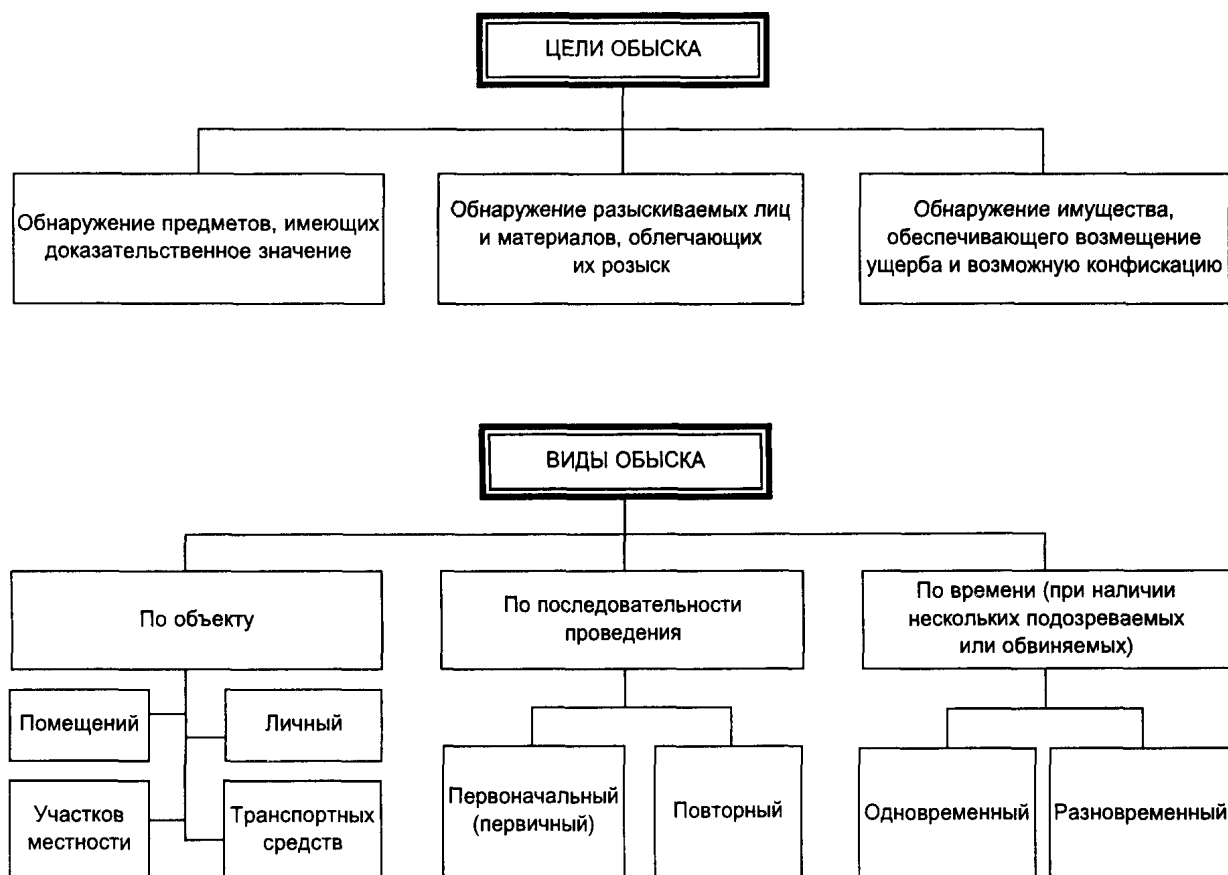 ЦЕЛИ ОБЫСКА
Обнаружение предметов, имеющих
доказательственное значение
Обнаружение разыскиваемых лиц
и материалов, облегчающих
их розыск
Обнаружение имущества,
обеспечивающего возмещение
ущерба и возможную конфискацию
ВИДЫ ОБЫСКА
По объекту
По последовательности
проведения
По времени (при наличии
нескольких подозреваемых
или обвиняемых)
Помещений
Личный
Участков
местности
Транспортных
средств
Первоначальный
(первичный)
Повторный
Одновременный
Разновременный